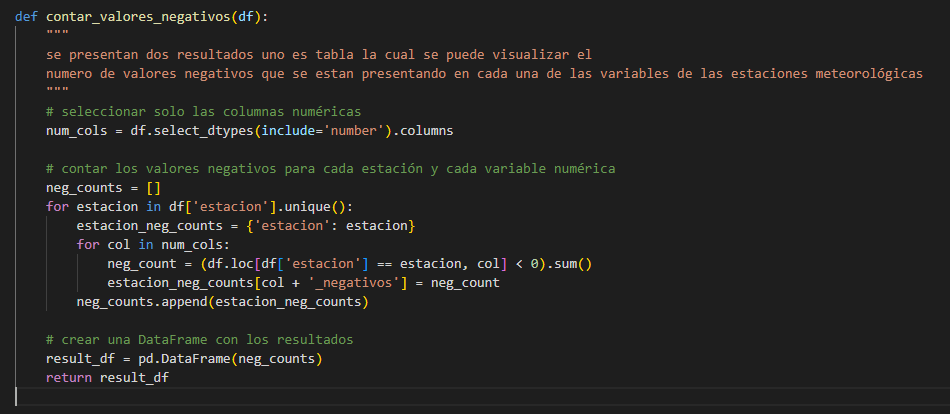 def contar_valores_negativos(df):
    """
    se presentan dos resultados uno es tabla la cual se puede visualizar el
    numero de valores negativos que se estan presentando en cada una de las variables de las estaciones meteorológicas
    """
    # seleccionar solo las columnas numéricas
    num_cols = df.select_dtypes(include='number').columns

    # contar los valores negativos para cada estación y cada variable numérica
    neg_counts = []
    for estacion in df['estacion'].unique():
        estacion_neg_counts = {'estacion': estacion}
        for col in num_cols:
            neg_count = (df.loc[df['estacion'] == estacion, col] < 0).sum()
            estacion_neg_counts[col + '_negativos'] = neg_count
        neg_counts.append(estacion_neg_counts)

    # crear una DataFrame con los resultados
    result_df = pd.DataFrame(neg_counts)
    return result_df